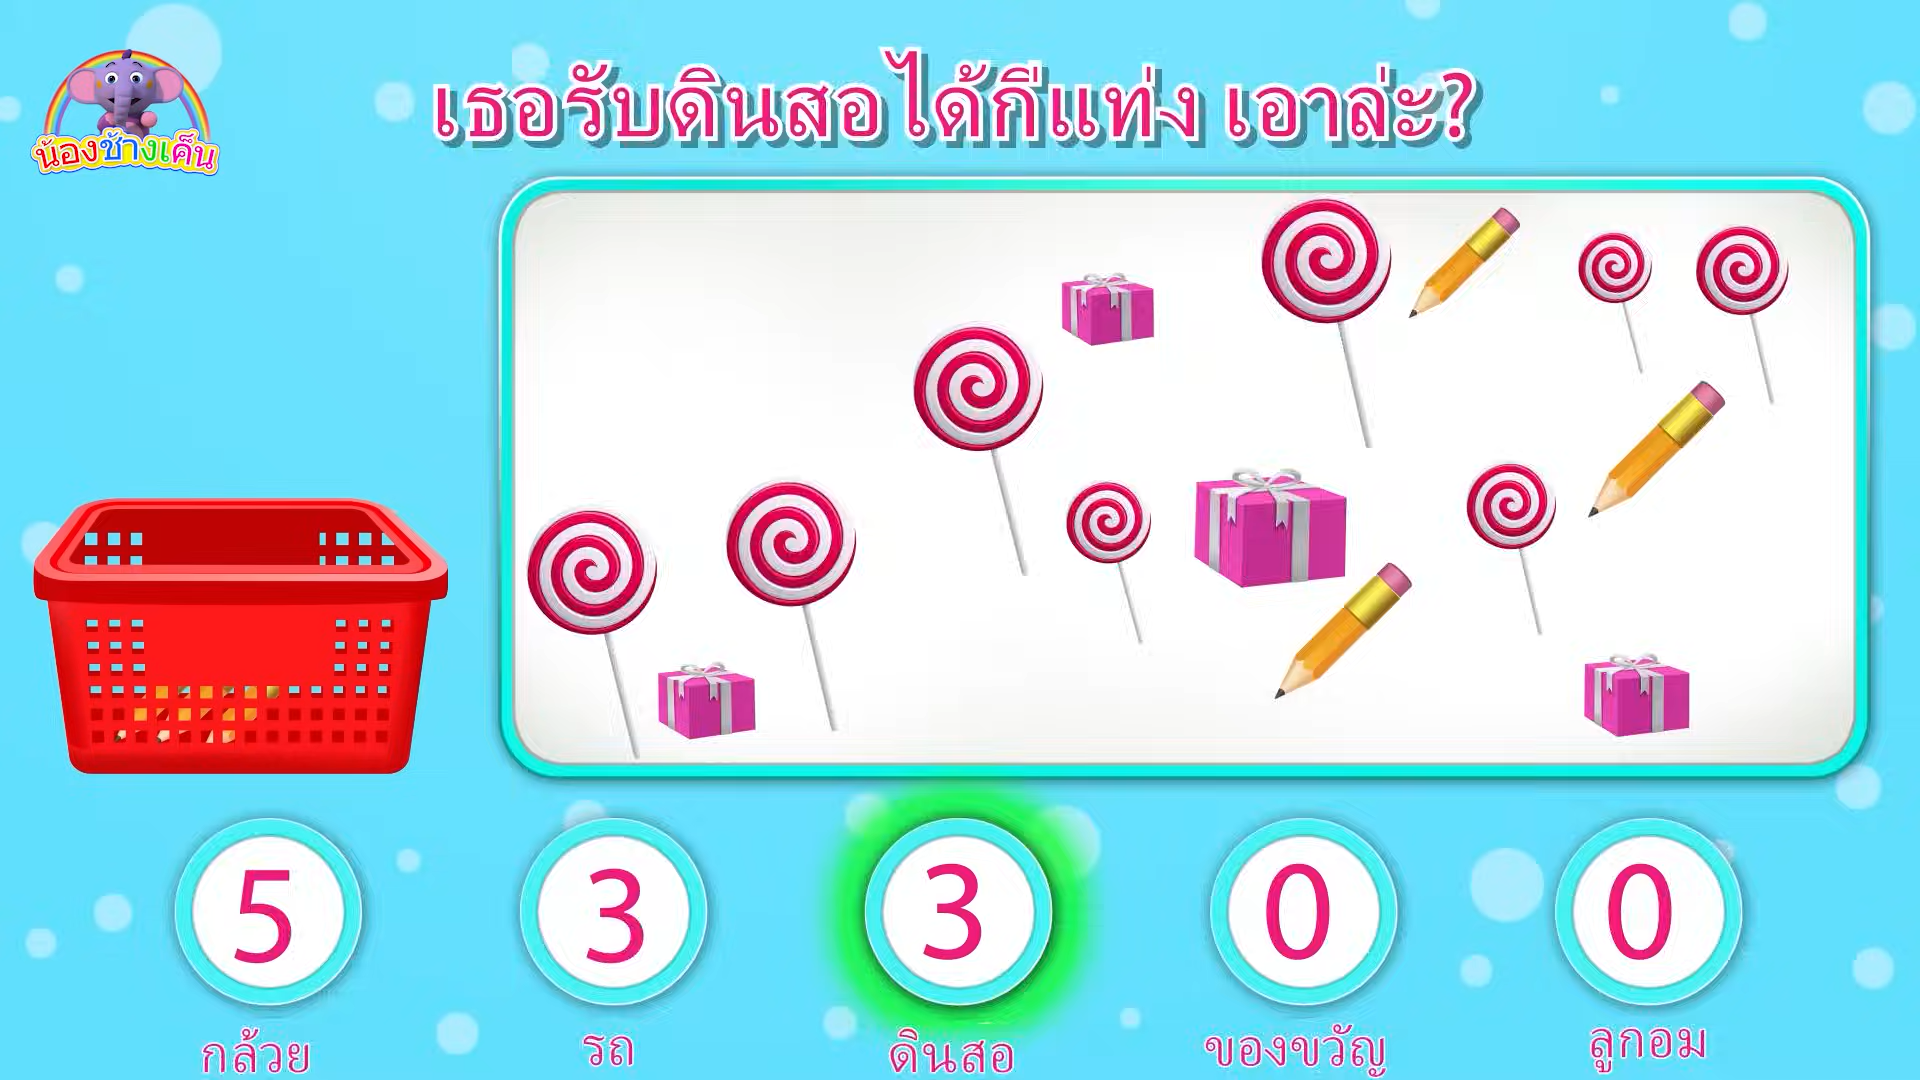 น้องช้างเค็น
เธอรับดินสอได้กี่แท่ง เอาล่ะ?
5 3 3 0 0
กล้วย รถ ดินสอ ของขวัญ ลูกอม